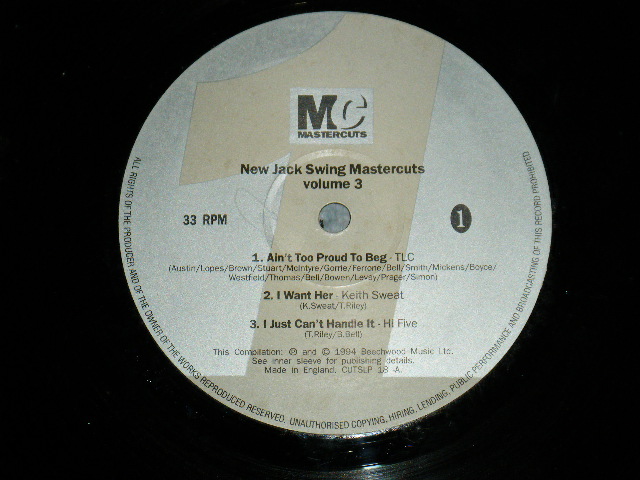 MC
MASTERCUTS
New Jack Swing Mastercuts
volume 3
33 RPM
1
1. Ain't Too Proud To Beg - TLC
(Austin/Lopes/Brown/Stuart/McIntyre/Gorrie/Ferrone/Bell/Smith/Mickens/Boyce/
Westfield/Thomas/Bell/Bowen/Levay/Prager/Simon)
2. I Want Her - Keith Sweat
(K.Sweat/T.Riley)
3. I Just Can't Handle It - Hi Five
(T.Riley/B.Bell)
This Compilation: ℗ and © 1994 Beechwood Music Ltd.
See inner sleeve for publishing details.
Made in England. CUTSLP 18 -A.
ALL RIGHTS OF THE PRODUCER AND OF THE OWNER OF THE WORKS REPRODUCED RESERVED. UNAUTHORISED COPYING, HIRING, LENDING, PUBLIC PERFORMANCE AND BROADCASTING OF THIS RECORD PROHIBITED